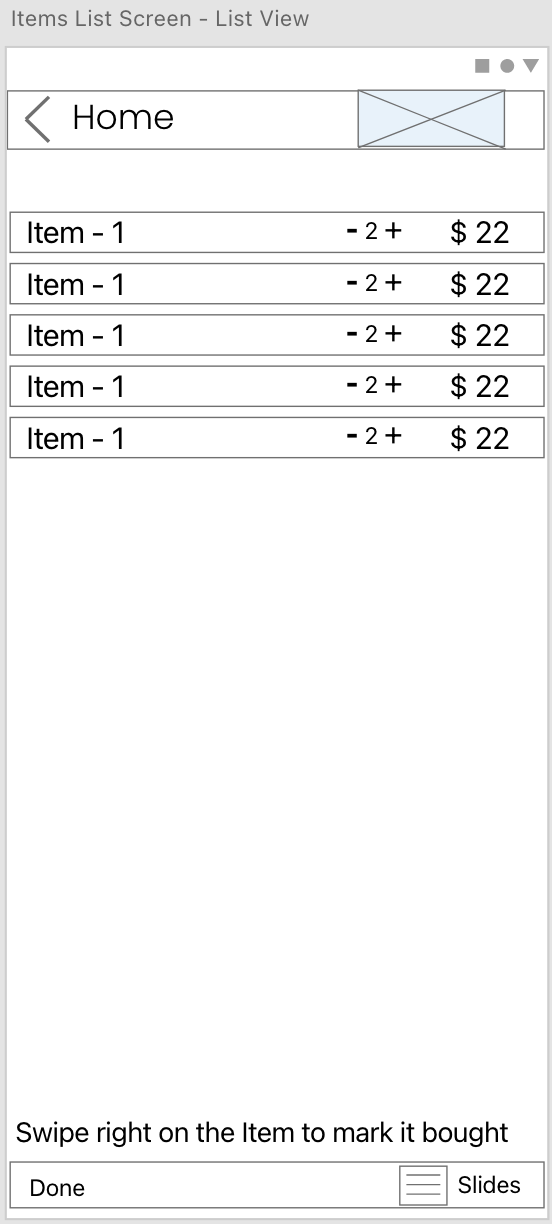 Items List Screen - List View
Home
Item - 1 - 2 + $ 22
Item - 1 - 2 + $ 22
Item - 1 - 2 + $ 22
Item - 1 - 2 + $ 22
Item - 1 - 2 + $ 22
Swipe right on the Item to mark it bought
Done Slides